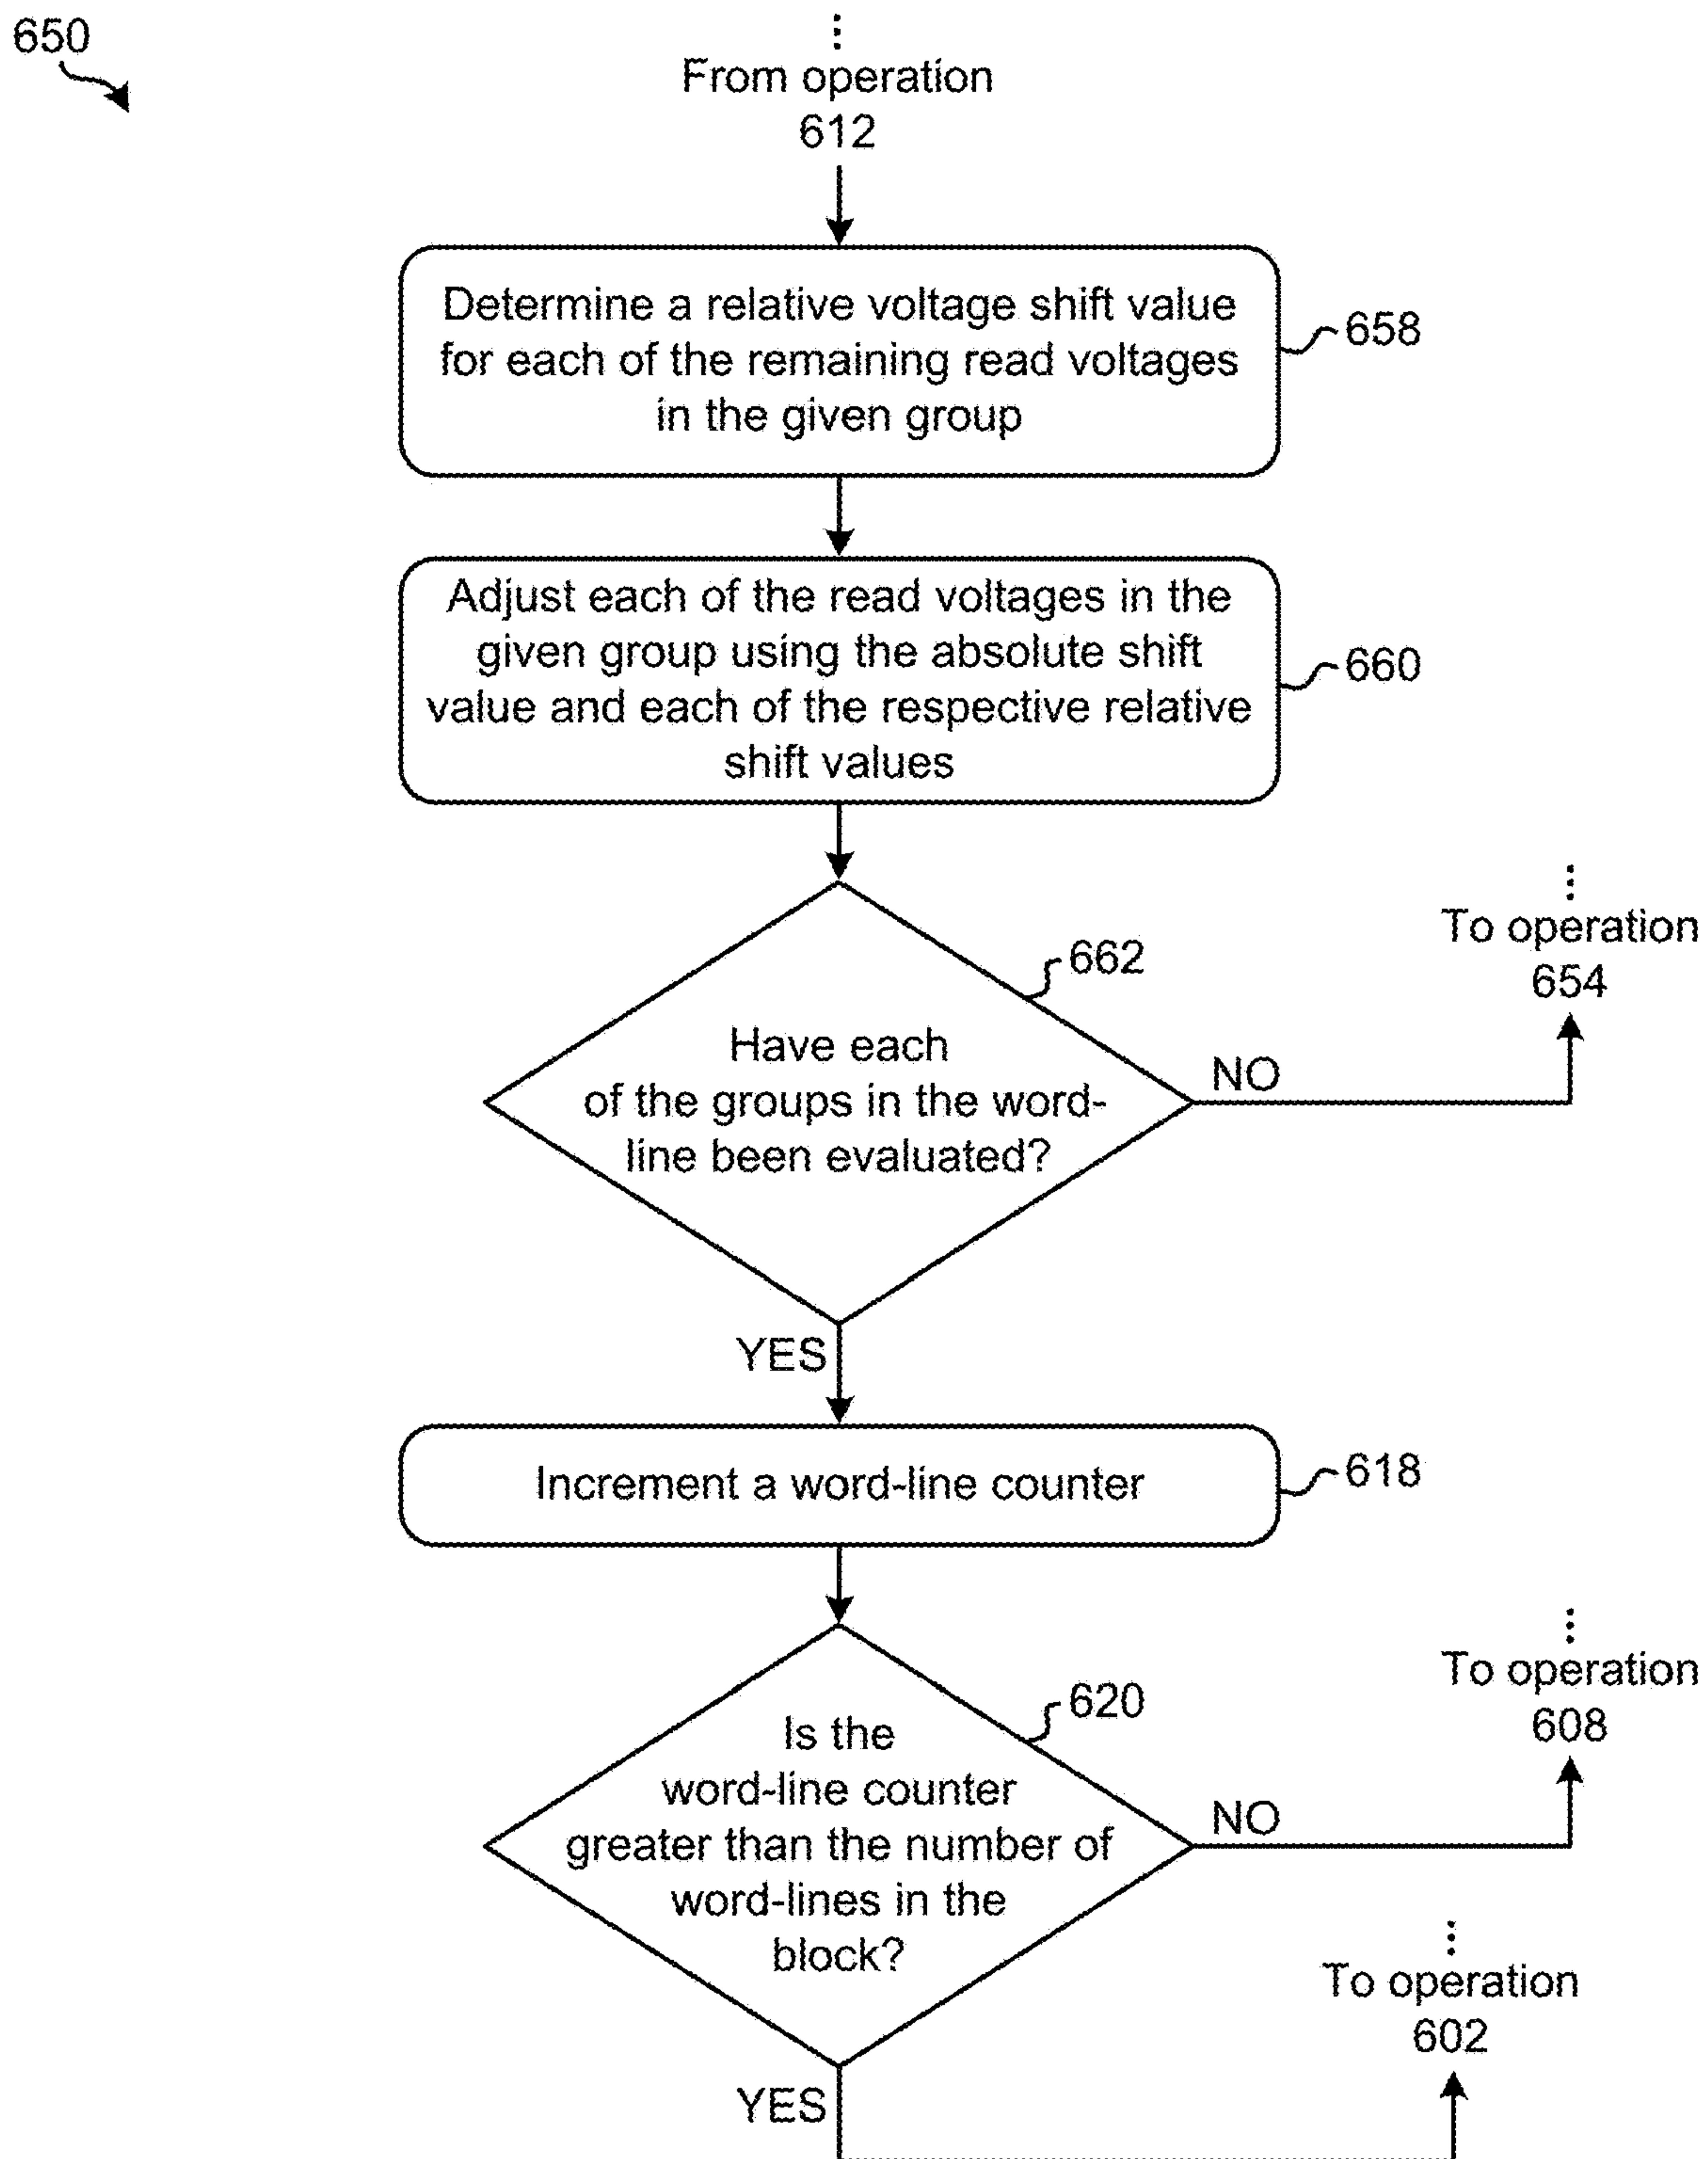 650
From operation
612
Determine a relative voltage shift value
for each of the remaining read voltages
in the given group
658
Adjust each of the read voltages in the
given group using the absolute shift
value and each of the respective relative
shift values
660
To operation
654
662
Have each
of the groups in the word-
line been evaluated?
NO
YES
Increment a word-line counter
618
To operation
608
620
Is the
word-line counter
greater than the number of
word-lines in the
block?
NO
To operation
602
YES